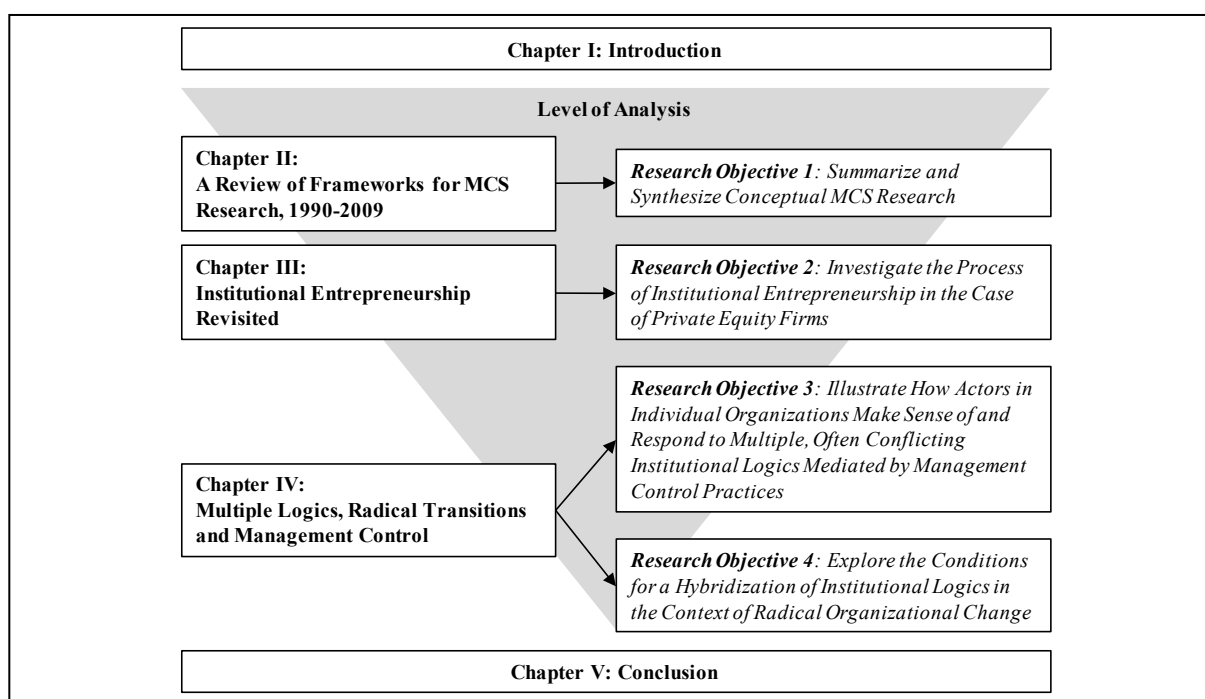 Chapter I: Introduction
Level of Analysis
Chapter II:
A Review of Frameworks for MCS
Research, 1990-2009
Research Objective 1: Summarize and
Synthesize Conceptual MCS Research
Chapter III:
Institutional Entrepreneurship
Revisited
Research Objective 2: Investigate the Process
of Institutional Entrepreneurship in the Case
of Private Equity Firms
Research Objective 3: Illustrate How Actors in
Individual Organizations Make Sense of and
Respond to Multiple, Often Conflicting
Institutional Logics Mediated by Management
Control Practices
Chapter IV:
Multiple Logics, Radical Transitions
and Management Control
Research Objective 4: Explore the Conditions
for a Hybridization of Institutional Logics in
the Context of Radical Organizational Change
Chapter V: Conclusion